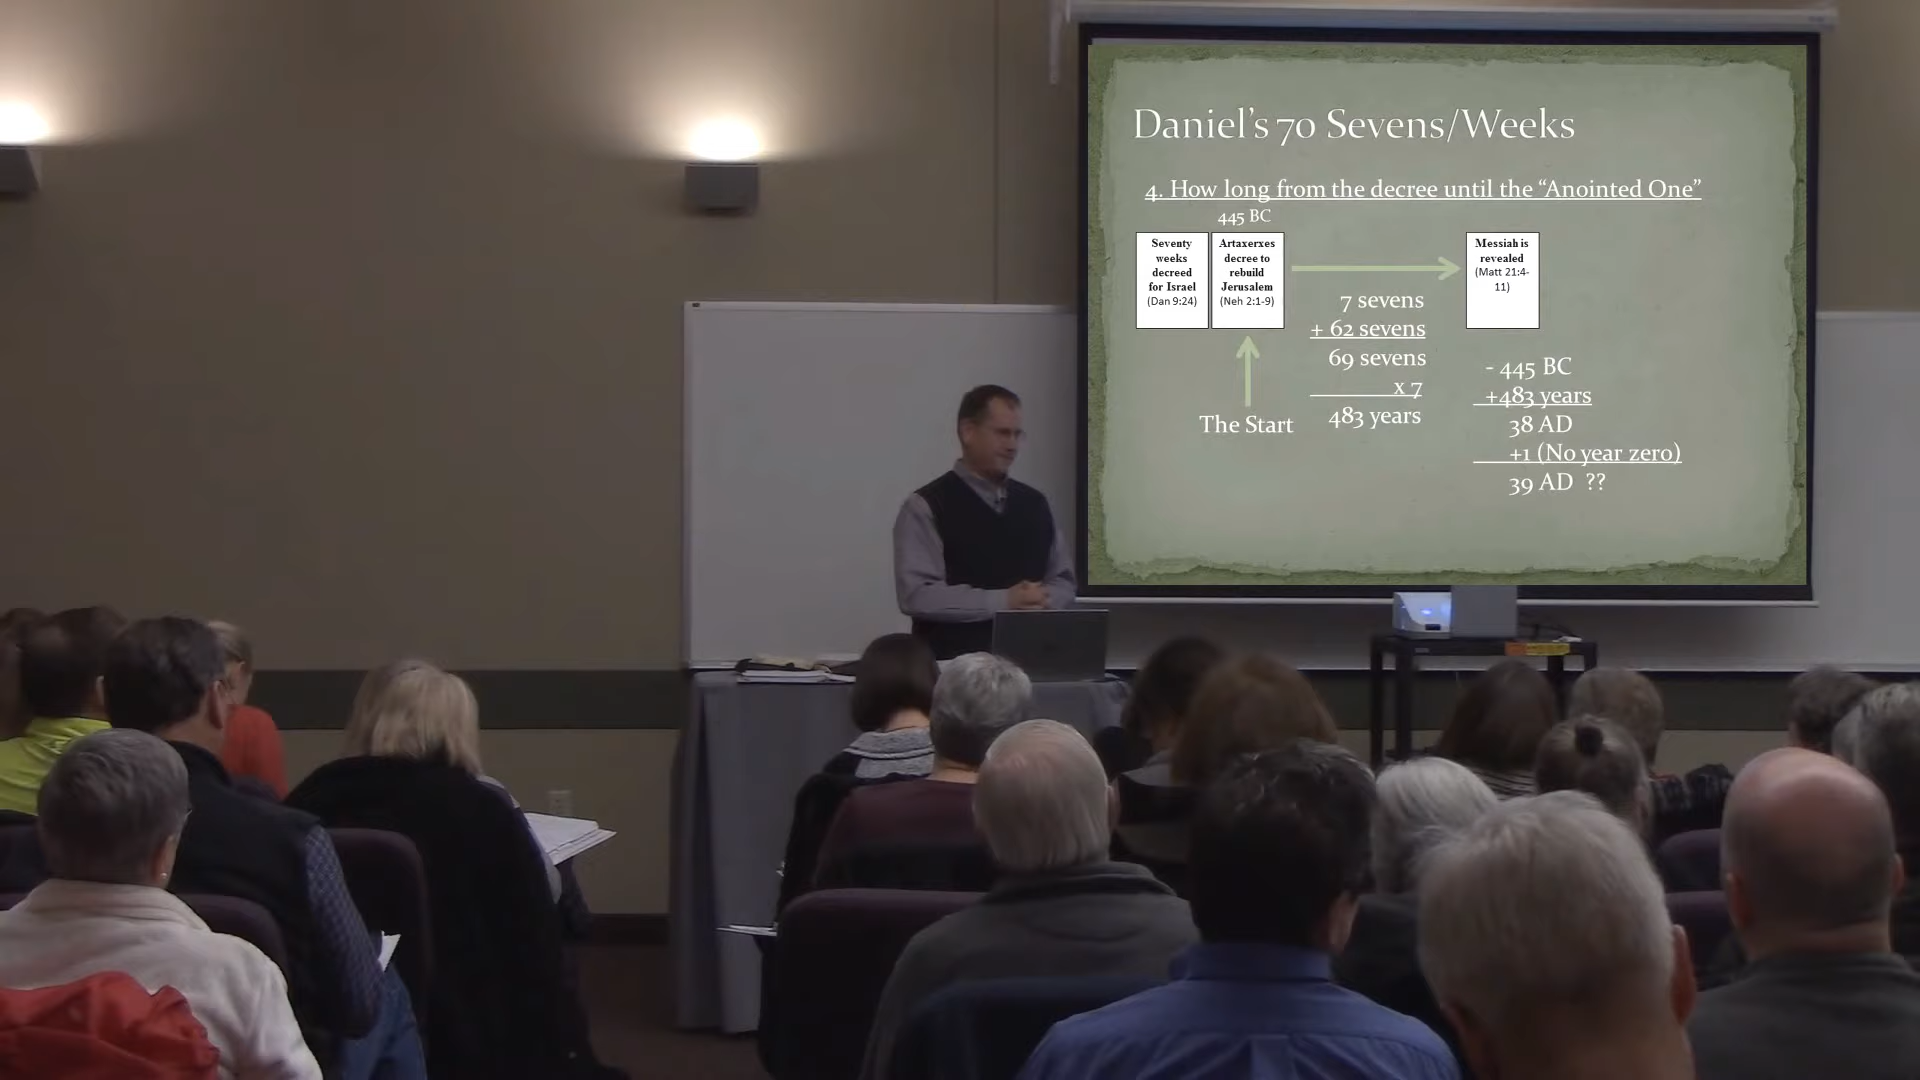 Daniel's 70 Sevens/Weeks
4. How long from the decree until the “Anointed One”
445 BC
Seventy
weeks
decreed
for Israel
(Dan 9:24)
Artaxerxes
decree to
rebuild
Jerusalem
(Neh 2:1-9)
Messiah is
revealed
(Matt 21:4-
11)
The Start
7 sevens
+ 62 sevens
69 sevens
x 7
483 years
- 445 BC
+483 years
38 AD
+1 (No year zero)
39 AD ??